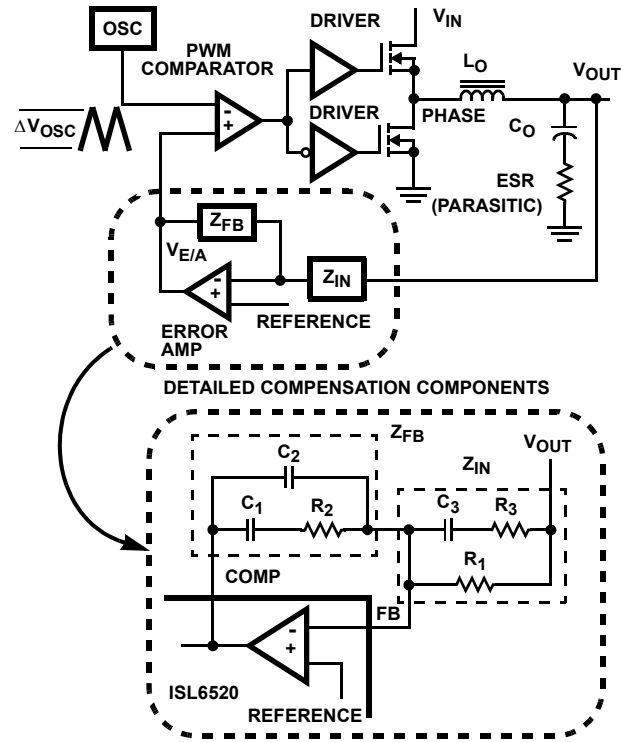 OSC
DRIVER
V_IN
PWM
COMPARATOR
L_O
V_OUT
DRIVER
PHASE
ΔV_OSC
-
+
C_O
ESR
(PARASITIC)
Z_FB
V_E/A
-
+
Z_IN
REFERENCE
ERROR
AMP
DETAILED COMPENSATION COMPONENTS
Z_FB
C_2
Z_IN
V_OUT
C_1
R_2
C_3
R_3
R_1
COMP
FB
-
+
ISL6520
REFERENCE